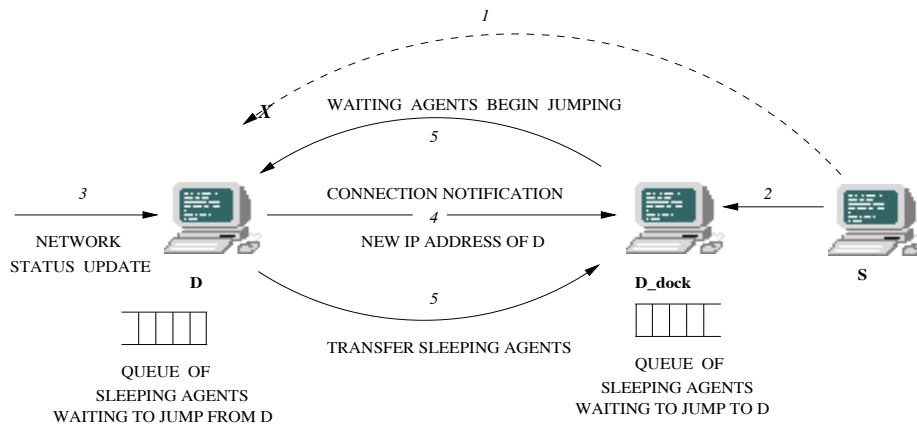 1
X
WAITING AGENTS BEGIN JUMPING
5
3
CONNECTION NOTIFICATION
2
4
NETWORK
STATUS UPDATE
NEW IP ADDRESS OF D
D
D_dock
S
5
TRANSFER SLEEPING AGENTS
QUEUE OF
SLEEPING AGENTS
WAITING TO JUMP FROM D
QUEUE OF
SLEEPING AGENTS
WAITING TO JUMP TO D